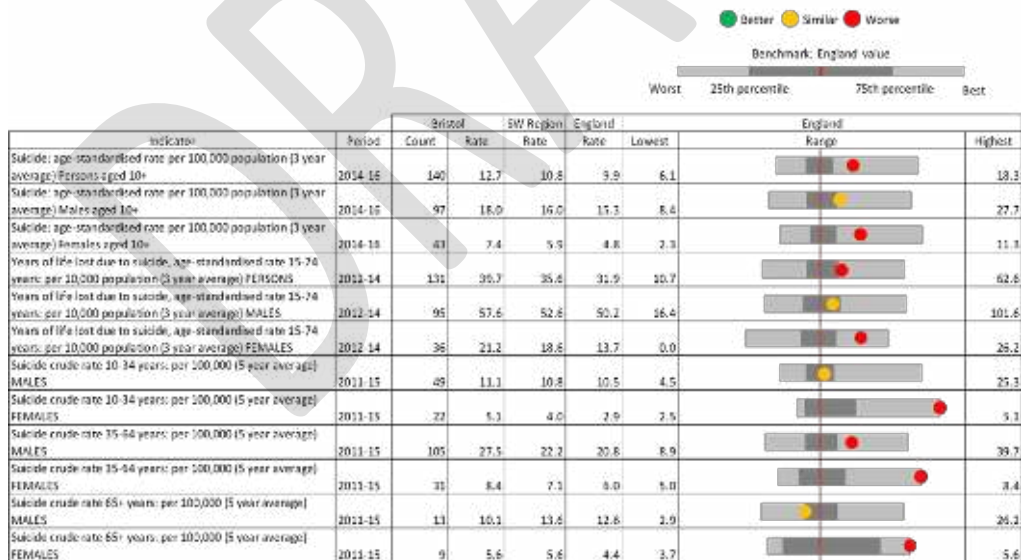 DRA
Better Similar Worse
Benchmark: England value
Worst 25th percentile 75th percentile Best
Bristol SW Region England England
Indicator Period Count Rate Rate Rate Lowest Range Highest
Suicide: age-standardised rate per 100,000 population (3 year
average) Persons aged 10+ 2014-16 140 12.7 10.8 9.9 6.1 18.3
Suicide: age-standardised rate per 100,000 population (3 year
average) Males aged 10+ 2014-16 97 18.0 16.0 15.3 8.4 27.7
Suicide: age-standardised rate per 100,000 population (3 year
average) Females aged 10+ 2014-16 43 7.4 5.9 4.8 2.3 11.3
Years of life lost due to suicide, age-standardised rate 15-74
years: per 10,000 population (3 year average) PERSONS 2012-14 131 39.7 35.6 31.9 10.7 62.6
Years of life lost due to suicide, age-standardised rate 15-74
years: per 10,000 population (3 year average) MALES 2012-14 95 57.6 52.6 50.2 16.4 101.6
Years of life lost due to suicide, age-standardised rate 15-74
years: per 10,000 population (3 year average) FEMALES 2012-14 36 21.2 18.6 13.7 0.0 26.2
Suicide crude rate 10-34 years: per 100,000 (5 year average)
MALES 2011-15 49 11.1 10.8 10.5 4.5 25.3
Suicide crude rate 10-34 years: per 100,000 (5 year average)
FEMALES 2011-15 22 5.1 4.0 2.9 2.5 5.1
Suicide crude rate 35-64 years: per 100,000 (5 year average)
MALES 2011-15 105 27.5 22.2 20.8 8.9 39.7
Suicide crude rate 35-64 years: per 100,000 (5 year average)
FEMALES 2011-15 31 8.4 7.1 6.0 5.0 8.4
Suicide crude rate 65+ years: per 100,000 (5 year average)
MALES 2011-15 13 10.1 13.6 12.6 2.9 26.2
Suicide crude rate 65+ years: per 100,000 (5 year average)
FEMALES 2011-15 9 5.6 5.6 4.4 3.7 5.6